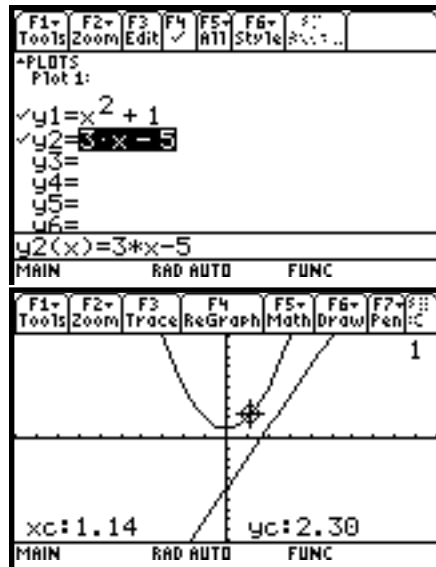 F1▾ F2▾ F3 F4 F5▾ F6▾
Tools Zoom Edit ✓ All Style
▴PLOTS
Plot 1:
✓y1=x² + 1
✓y2=3·x − 5
y3=
y4=
y5=
y6=
y2(x)=3*x-5
MAIN RAD AUTO FUNC
F1▾ F2▾ F3 F4 F5▾ F6▾ F7▾
Tools Zoom Trace ReGraph Math Draw Pen
1
xc:1.14 yc:2.30
MAIN RAD AUTO FUNC